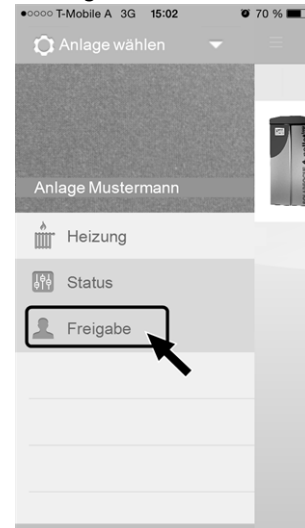 ●○○○○ T-Mobile A 3G 15:02 70 %
Anlage wählen
Anlage Mustermann
Heizung
Status
Freigabe